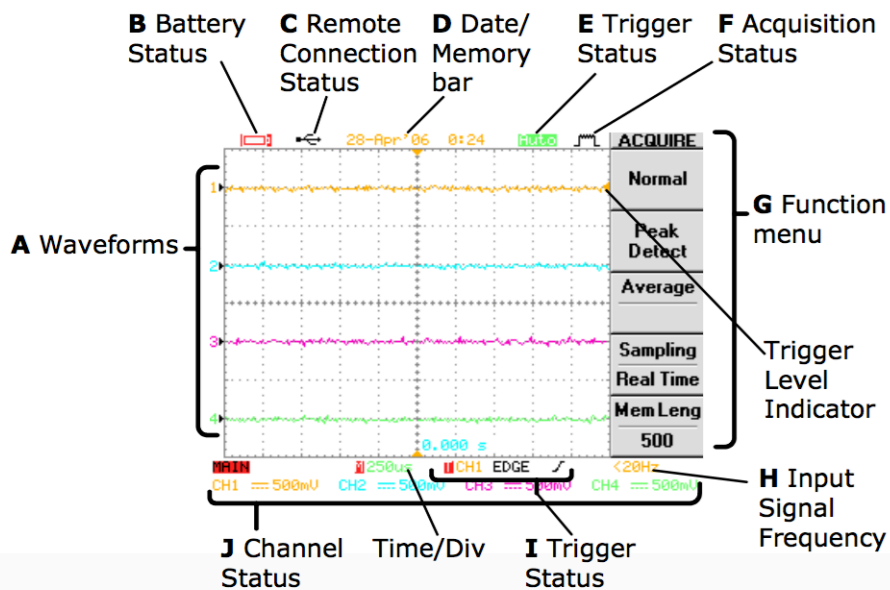 B Battery Status
C Remote Connection Status
D Date/ Memory bar
E Trigger Status
F Acquisition Status
28-Apr'06 0:24
Auto
ACQUIRE
Normal
Peak Detect
Average
Sampling
Real Time
Mem Leng
500
A Waveforms
1
2
3
4
G Function menu
Trigger Level Indicator
0.000 s
MAIN
M 250us
T CH1 EDGE
<20Hz
CH1 500mV
CH2 500mV
CH3 500mV
CH4 500mV
H Input Signal Frequency
J Channel Status
Time/Div
I Trigger Status